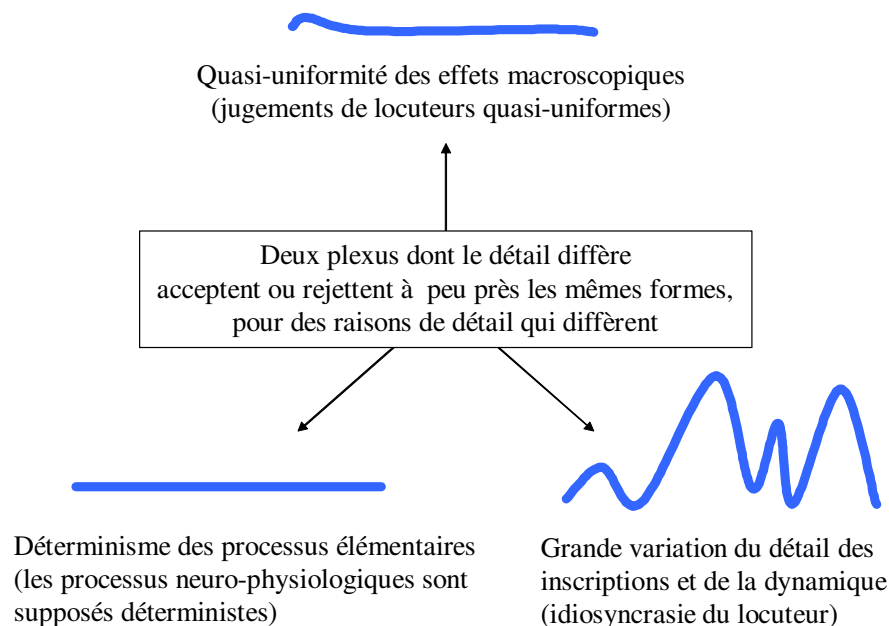 Quasi-uniformité des effets macroscopiques
(jugements de locuteurs quasi-uniformes)
Deux plexus dont le détail diffère
acceptent ou rejettent à peu près les mêmes formes,
pour des raisons de détail qui diffèrent
Déterminisme des processus élémentaires
(les processus neuro-physiologiques sont
supposés déterministes)
Grande variation du détail des
inscriptions et de la dynamique
(idiosyncrasie du locuteur)